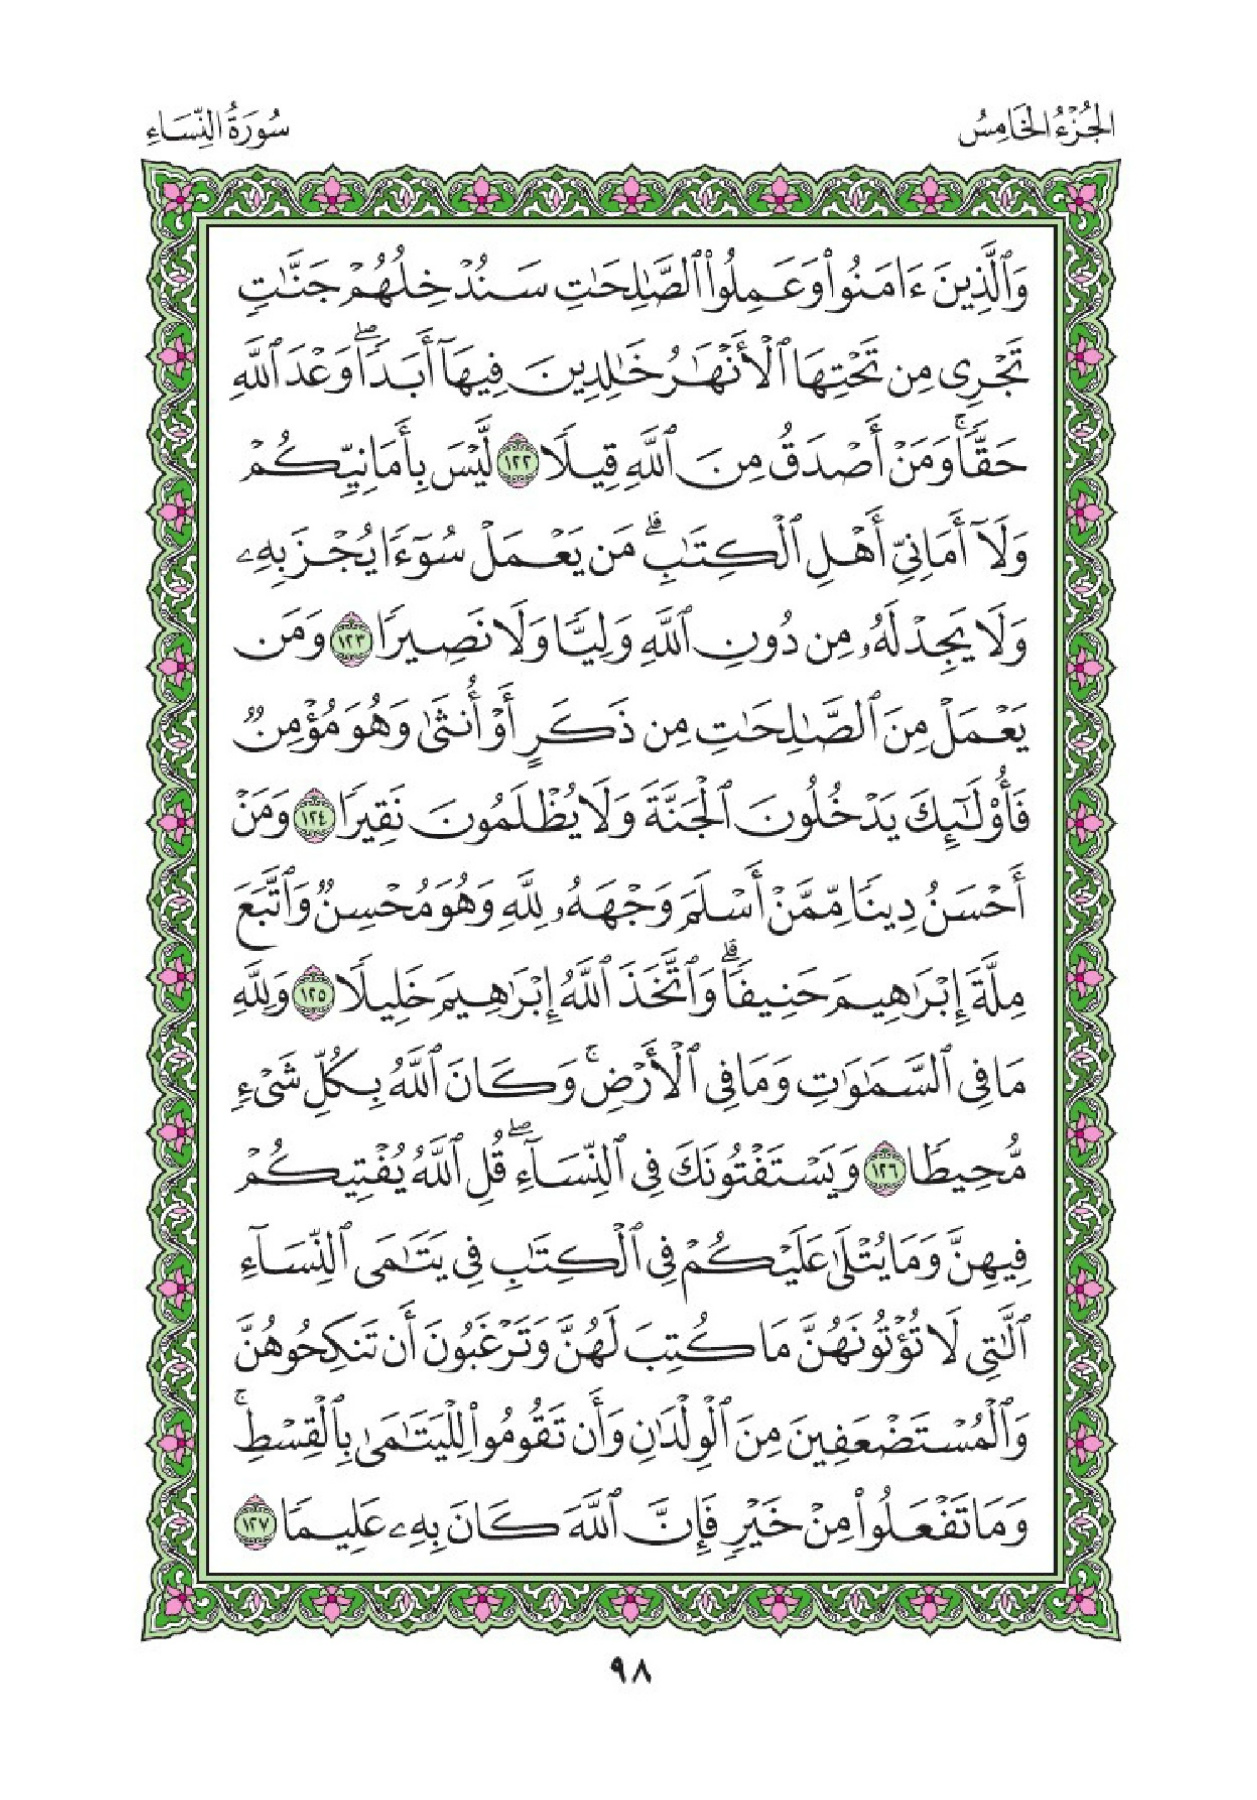 الجُزْءُ الخَامِسُ
سُورَةُ النِّسَاءِ
وَٱلَّذِينَ ءَامَنُوا۟ وَعَمِلُوا۟ ٱلصَّٰلِحَٰتِ سَنُدْخِلُهُمْ جَنَّٰتٍ
تَجْرِى مِن تَحْتِهَا ٱلْأَنْهَٰرُ خَٰلِدِينَ فِيهَآ أَبَدًا ۖ وَعْدَ ٱللَّهِ
حَقًّا ۚ وَمَنْ أَصْدَقُ مِنَ ٱللَّهِ قِيلًا ١٢٢ لَّيْسَ بِأَمَانِيِّكُمْ
وَلَآ أَمَانِىِّ أَهْلِ ٱلْكِتَٰبِ ۗ مَن يَعْمَلْ سُوٓءًا يُجْزَ بِهِۦ
وَلَا يَجِدْ لَهُۥ مِن دُونِ ٱللَّهِ وَلِيًّا وَلَا نَصِيرًا ١٢٣ وَمَن
يَعْمَلْ مِنَ ٱلصَّٰلِحَٰتِ مِن ذَكَرٍ أَوْ أُنثَىٰ وَهُوَ مُؤْمِنٌ
فَأُو۟لَٰٓئِكَ يَدْخُلُونَ ٱلْجَنَّةَ وَلَا يُظْلَمُونَ نَقِيرًا ١٢٤ وَمَنْ
أَحْسَنُ دِينًا مِّمَّنْ أَسْلَمَ وَجْهَهُۥ لِلَّهِ وَهُوَ مُحْسِنٌ وَٱتَّبَعَ
مِلَّةَ إِبْرَٰهِيمَ حَنِيفًا ۗ وَٱتَّخَذَ ٱللَّهُ إِبْرَٰهِيمَ خَلِيلًا ١٢٥ وَلِلَّهِ
مَا فِى ٱلسَّمَٰوَٰتِ وَمَا فِى ٱلْأَرْضِ ۚ وَكَانَ ٱللَّهُ بِكُلِّ شَىْءٍ
مُّحِيطًا ١٢٦ وَيَسْتَفْتُونَكَ فِى ٱلنِّسَآءِ ۖ قُلِ ٱللَّهُ يُفْتِيكُمْ
فِيهِنَّ وَمَا يُتْلَىٰ عَلَيْكُمْ فِى ٱلْكِتَٰبِ فِى يَتَٰمَى ٱلنِّسَآءِ
ٱلَّٰتِى لَا تُؤْتُونَهُنَّ مَا كُتِبَ لَهُنَّ وَتَرْغَبُونَ أَن تَنكِحُوهُنَّ
وَٱلْمُسْتَضْعَفِينَ مِنَ ٱلْوِلْدَٰنِ وَأَن تَقُومُوا۟ لِلْيَتَٰمَىٰ بِٱلْقِسْطِ ۚ
وَمَا تَفْعَلُوا۟ مِنْ خَيْرٍ فَإِنَّ ٱللَّهَ كَانَ بِهِۦ عَلِيمًا ١٢٧
٩٨